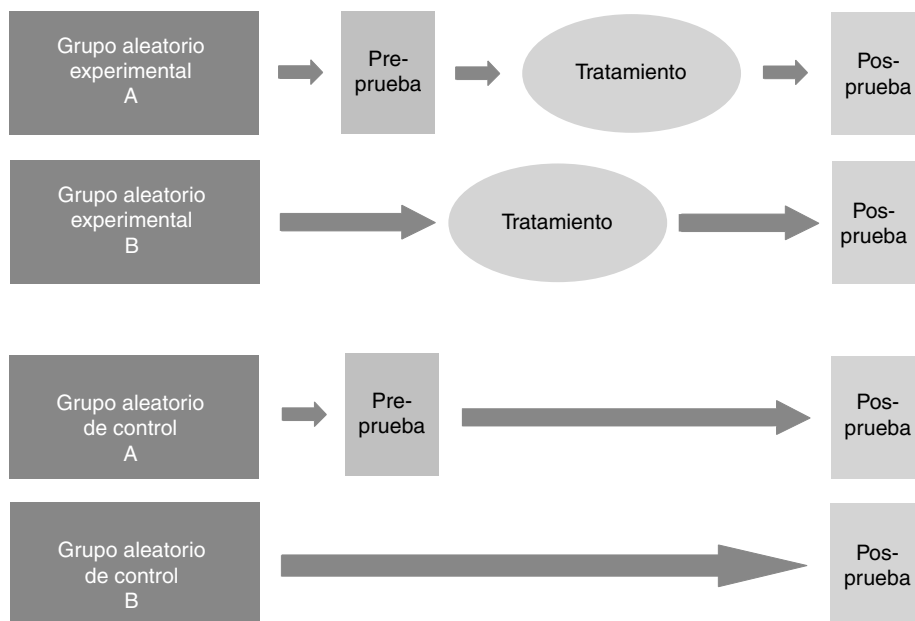 Grupo aleatorio
experimental
A
Pre-
prueba
Tratamiento
Pos-
prueba
Grupo aleatorio
experimental
B
Tratamiento
Pos-
prueba
Grupo aleatorio
de control
A
Pre-
prueba
Pos-
prueba
Grupo aleatorio
de control
B
Pos-
prueba